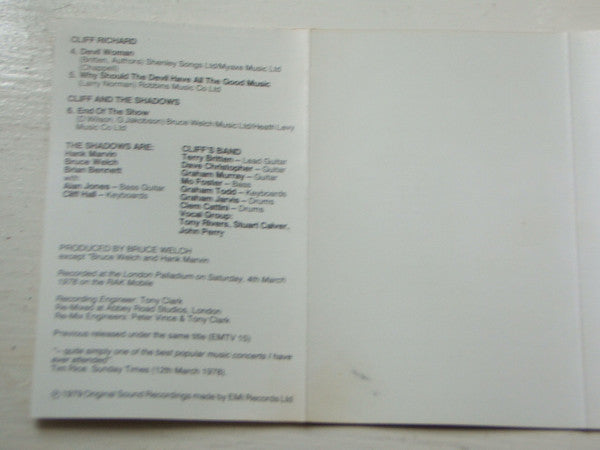 CLIFF RICHARD
4. Devil Woman
(Britten, Authors) Shenley Songs Ltd/Myaxe Music Ltd
(Chappell)
5. Why Should The Devil Have All The Good Music
(Larry Norman) Robbins Music Co Ltd
CLIFF AND THE SHADOWS
6. End Of The Show
(D Wilson, G Jakobson) Bruce Welch Music Ltd/Heath Levy
Music Co Ltd
THE SHADOWS ARE:
Hank Marvin
Bruce Welch
Brian Bennett
with
Alan Jones – Bass Guitar
Cliff Hall – Keyboards
CLIFF'S BAND
Terry Britten – Lead Guitar
Dave Christopher – Guitar
Graham Murray – Guitar
Mo Foster – Bass
Graham Todd – Keyboards
Graham Jarvis – Drums
Clem Cattini – Drums
Vocal Group:
Tony Rivers, Stuart Calver,
John Perry
PRODUCED BY BRUCE WELCH
except *Bruce Welch and Hank Marvin
Recorded at the London Palladium on Saturday, 4th March
1978 on the RAK Mobile
Recording Engineer: Tony Clark
Re-Mixed at Abbey Road Studios, London
Re-Mix Engineers: Peter Vince & Tony Clark
Previous released under the same title (EMTV 15)
"– quite simply one of the best popular music concerts I have
ever attended"
Tim Rice. Sunday Times (12th March 1978).
℗ 1979 Original Sound Recordings made by EMI Records Ltd